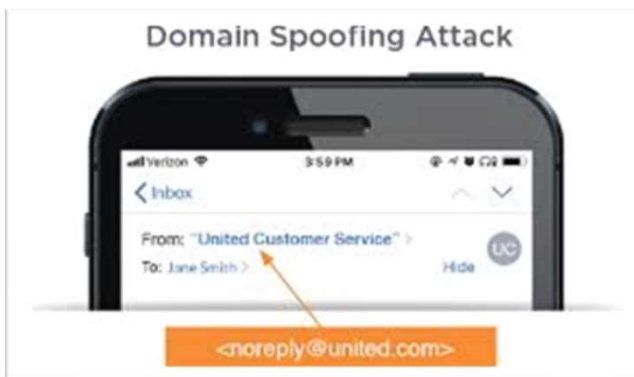 Domain Spoofing Attack
Verizon 3:59 PM
Inbox
From: "United Customer Service" >
UC
To: Jane Smith >
Hide
<noreply@united.com>